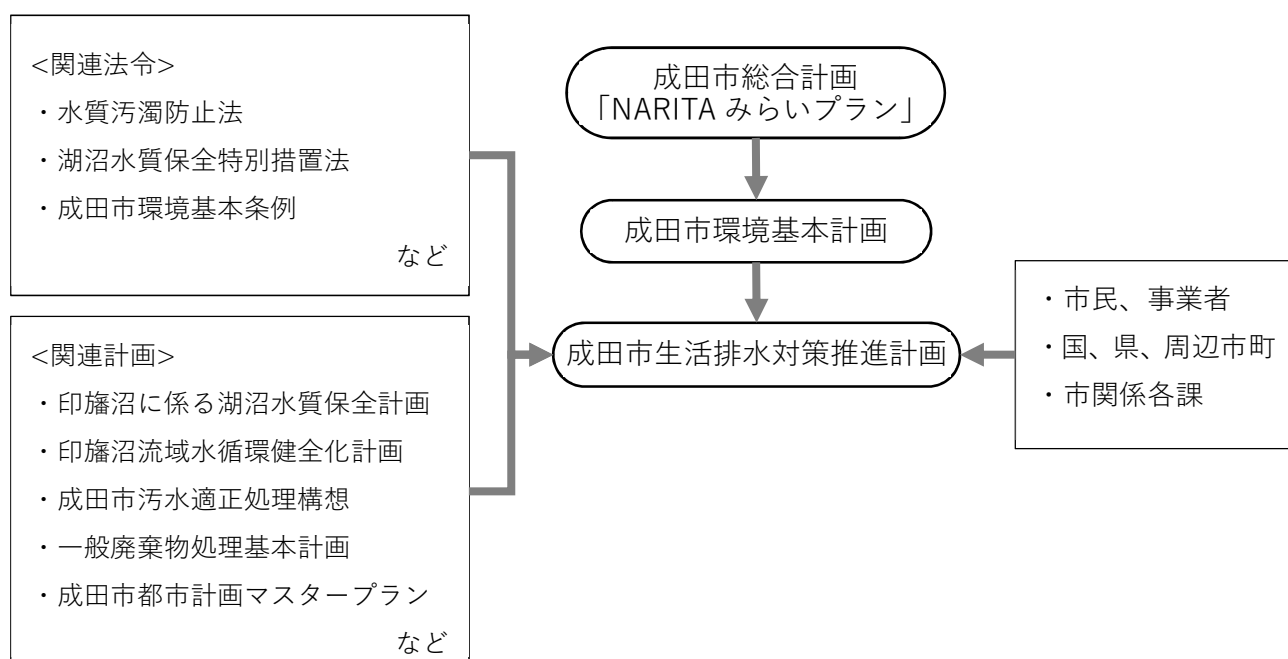 <関連法令>
・水質汚濁防止法
・湖沼水質保全特別措置法
・成田市環境基本条例
など
<関連計画>
・印旛沼に係る湖沼水質保全計画
・印旛沼流域水循環健全化計画
・成田市汚水適正処理構想
・一般廃棄物処理基本計画
・成田市都市計画マスタープラン
など
成田市総合計画
「NARITA みらいプラン」
成田市環境基本計画
成田市生活排水対策推進計画
・市民、事業者
・国、県、周辺市町
・市関係各課